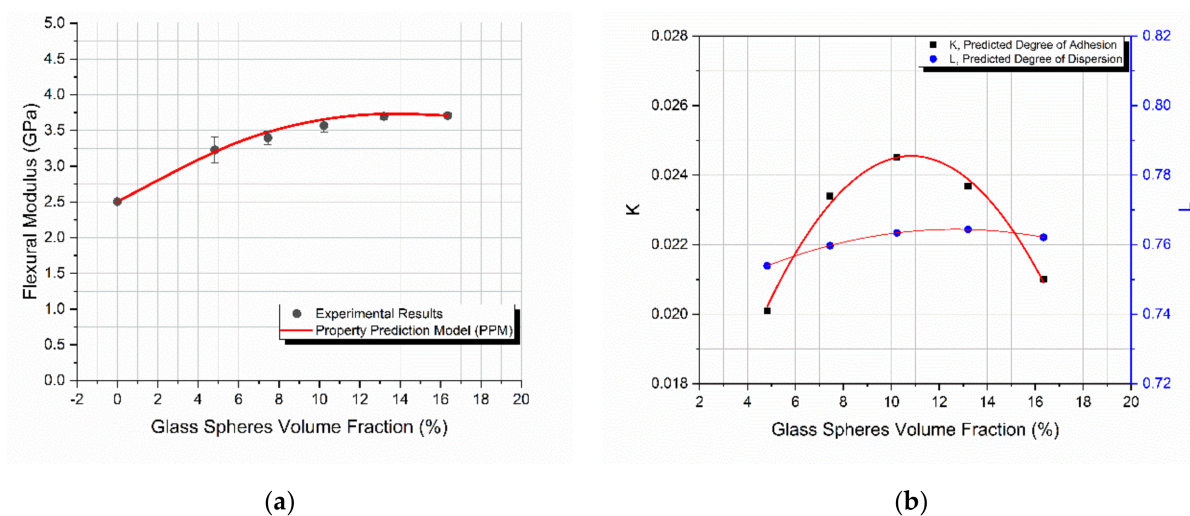 5.0
4.5
4.0
3.5
3.0
2.5
2.0
1.5
1.0
0.5
0.0
Flexural Modulus (GPa)
Experimental Results
Property Prediction Model (PPM)
-2 0 2 4 6 8 10 12 14 16 18 20
Glass Spheres Volume Fraction (%)
(a)
0.028
0.026
0.024
0.022
0.020
0.018
K
K, Predicted Degree of Adhesion
L, Predicted Degree of Dispersion
0.82
0.80
0.78
0.76
0.74
0.72
L
2 4 6 8 10 12 14 16 18 20
Glass Spheres Volume Fraction (%)
(b)